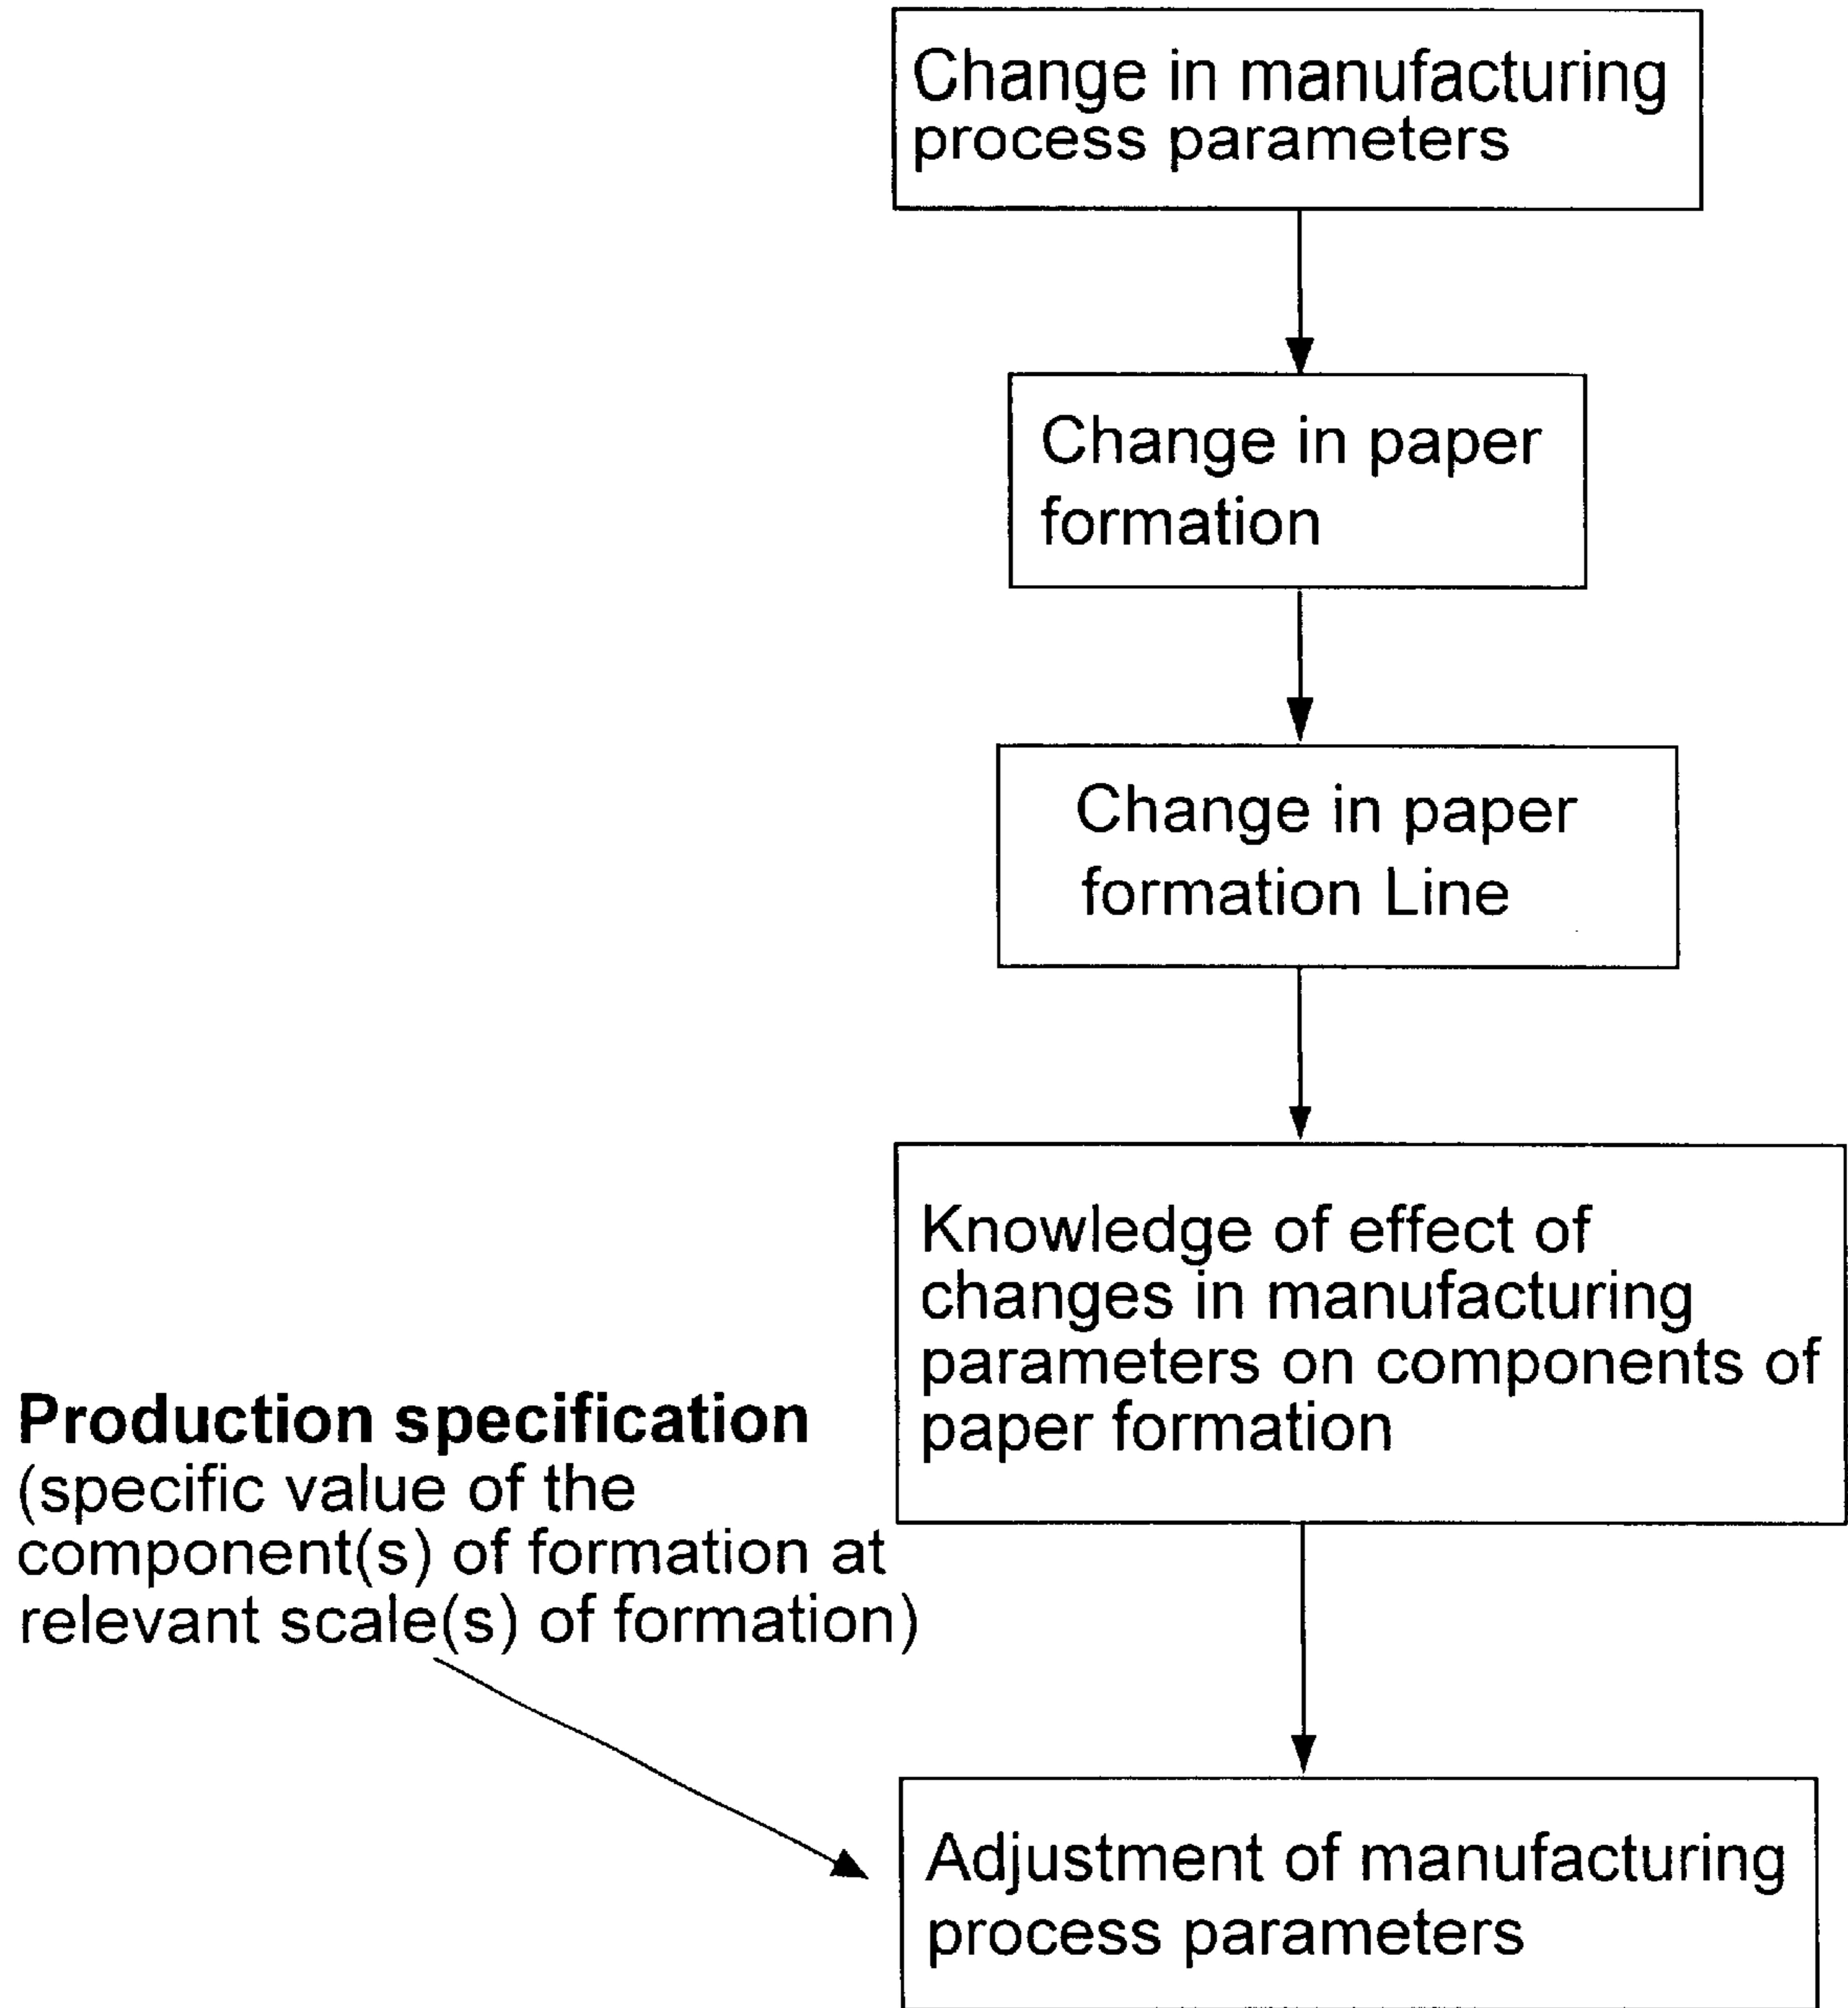 Change in manufacturing
process parameters
Change in paper
formation
Change in paper
formation Line
Knowledge of effect of
changes in manufacturing
parameters on components of
paper formation
Production specification
(specific value of the
component(s) of formation at
relevant scale(s) of formation)
Adjustment of manufacturing
process parameters